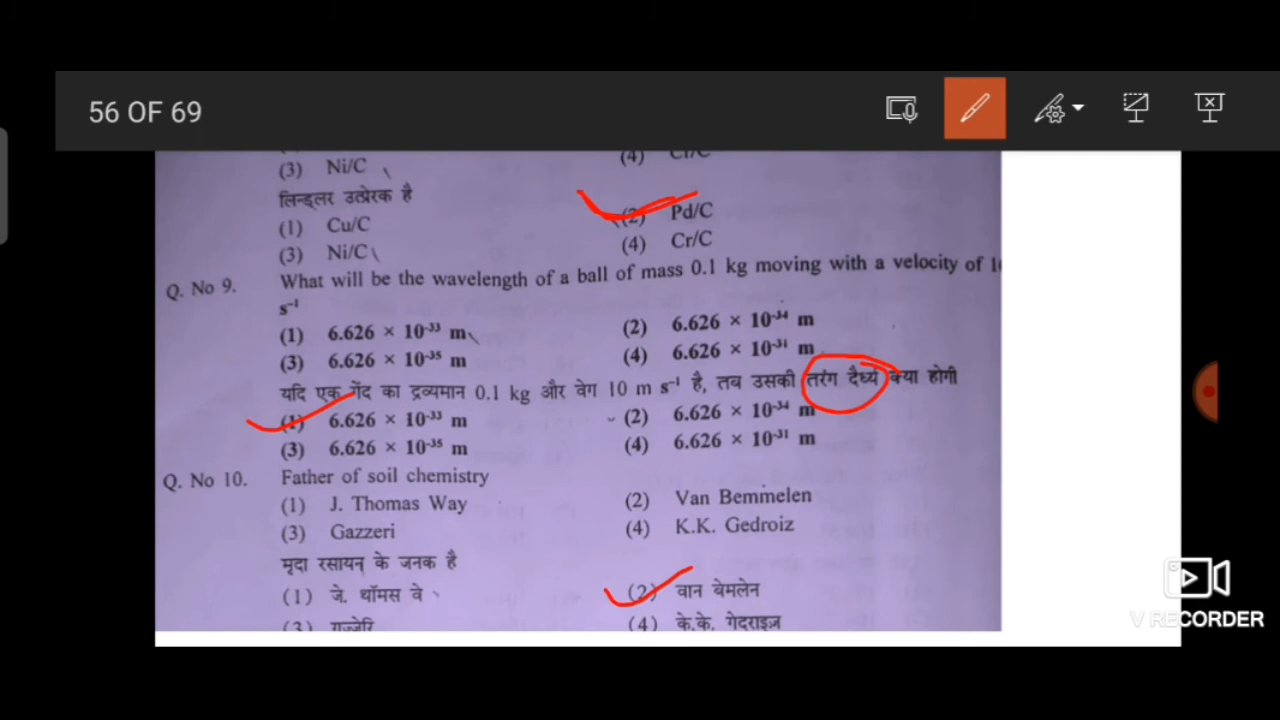 56 OF 69
(3) Ni/C (4) Cr/C
लिन्ड्लर उत्प्रेरक है
(1) Cu/C (2) Pd/C
(3) Ni/C (4) Cr/C
Q. No 9. What will be the wavelength of a ball of mass 0.1 kg moving with a velocity of
s⁻¹
(1) 6.626 × 10⁻³³ m (2) 6.626 × 10⁻³⁴ m
(3) 6.626 × 10⁻³⁵ m (4) 6.626 × 10⁻³¹ m
यदि एक गेंद का द्रव्यमान 0.1 kg और वेग 10 m s⁻¹ है, तब उसकी तरंग दैर्ध्य क्या होगी
(1) 6.626 × 10⁻³³ m (2) 6.626 × 10⁻³⁴ m
(3) 6.626 × 10⁻³⁵ m (4) 6.626 × 10⁻³¹ m
Q. No 10. Father of soil chemistry
(1) J. Thomas Way (2) Van Bemmelen
(3) Gazzeri (4) K.K. Gedroiz
मृदा रसायन् के जनक है
(1) जे. थॉमस वे (2) वान बेमलेन
(3) गज्जेरि (4) के.के. गेदराइज़
V RECORDER